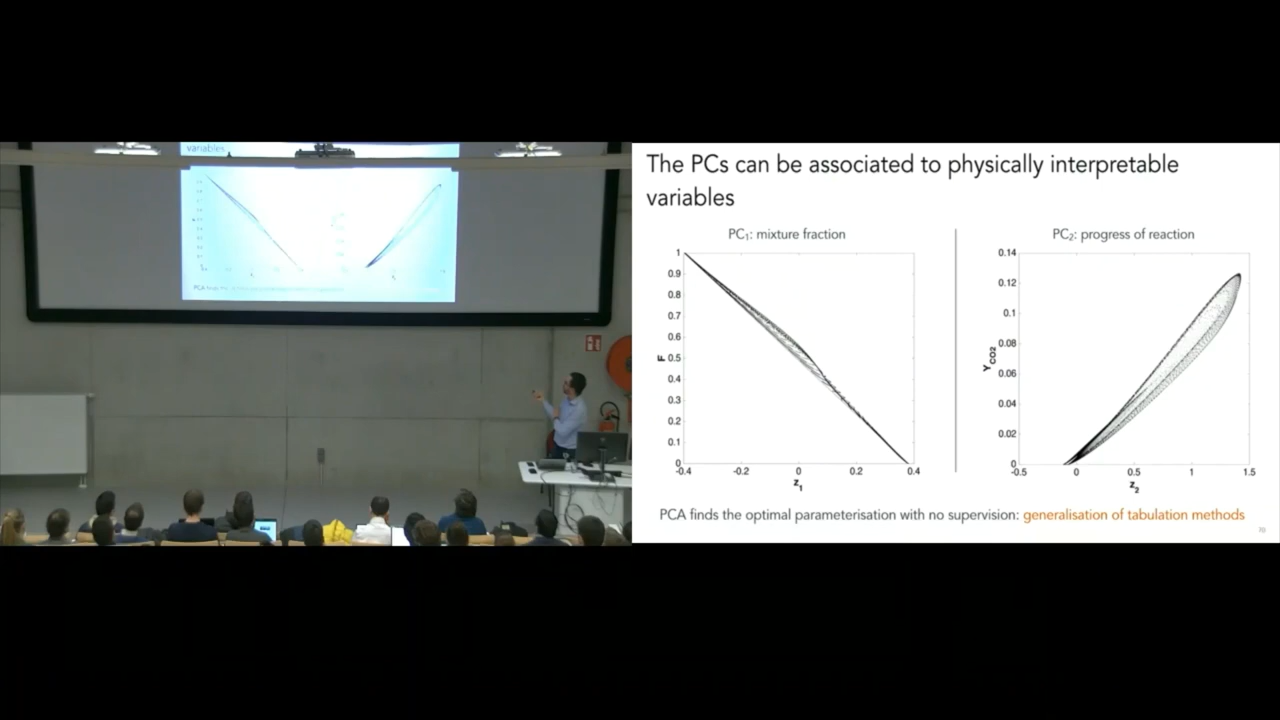 variables
The PCs can be associated to physically interpretable
variables
PC1: mixture fraction
1
0.9
0.8
0.7
0.6
0.5
0.4
0.3
0.2
0.1
0
F
-0.4
-0.2
0
0.2
0.4
z1
PC2: progress of reaction
0.14
0.12
0.1
0.08
0.06
0.04
0.02
0
YCO2
-0.5
0
0.5
1
1.5
z2
PCA finds the optimal parameterisation with no supervision: generalisation of tabulation methods